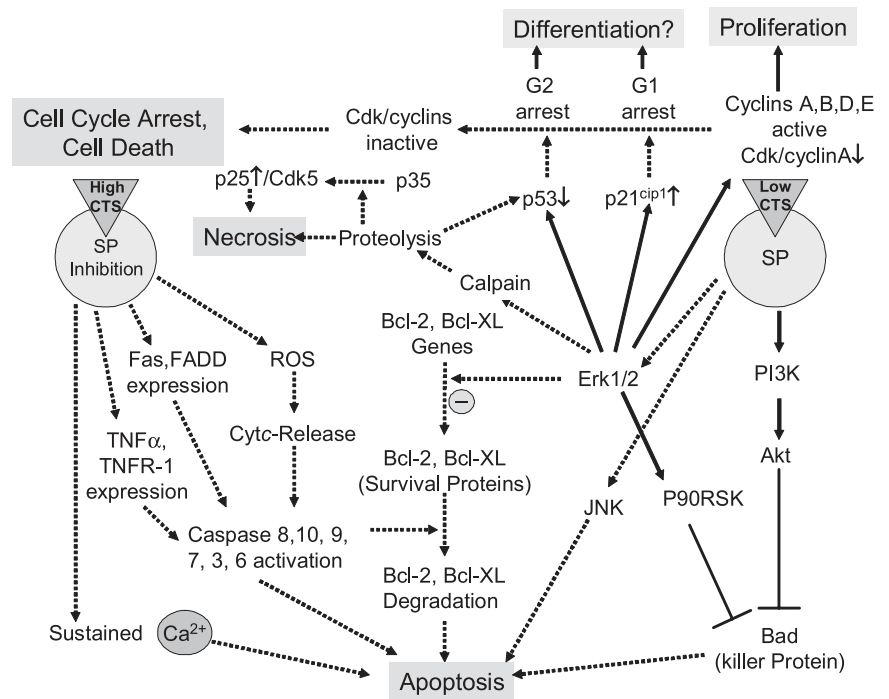 Differentiation?
Proliferation
G2
arrest
G1
arrest
Cyclins A,B,D,E
active
Cdk/cyclinA↓
Cell Cycle Arrest,
Cell Death
Cdk/cyclins
inactive
High
CTS
SP
Inhibition
p25↑/Cdk5
p35
p53↓
p21cip1↑
Low
CTS
SP
Necrosis
Proteolysis
Calpain
Bcl-2, Bcl-XL
Genes
Fas,FADD
expression
ROS
Erk1/2
PI3K
−
TNFα,
TNFR-1
expression
Cytc-Release
Bcl-2, Bcl-XL
(Survival Proteins)
Akt
JNK
P90RSK
Caspase 8,10, 9,
7, 3, 6 activation
Bcl-2, Bcl-XL
Degradation
Sustained
Ca2+
Bad
(killer Protein)
Apoptosis